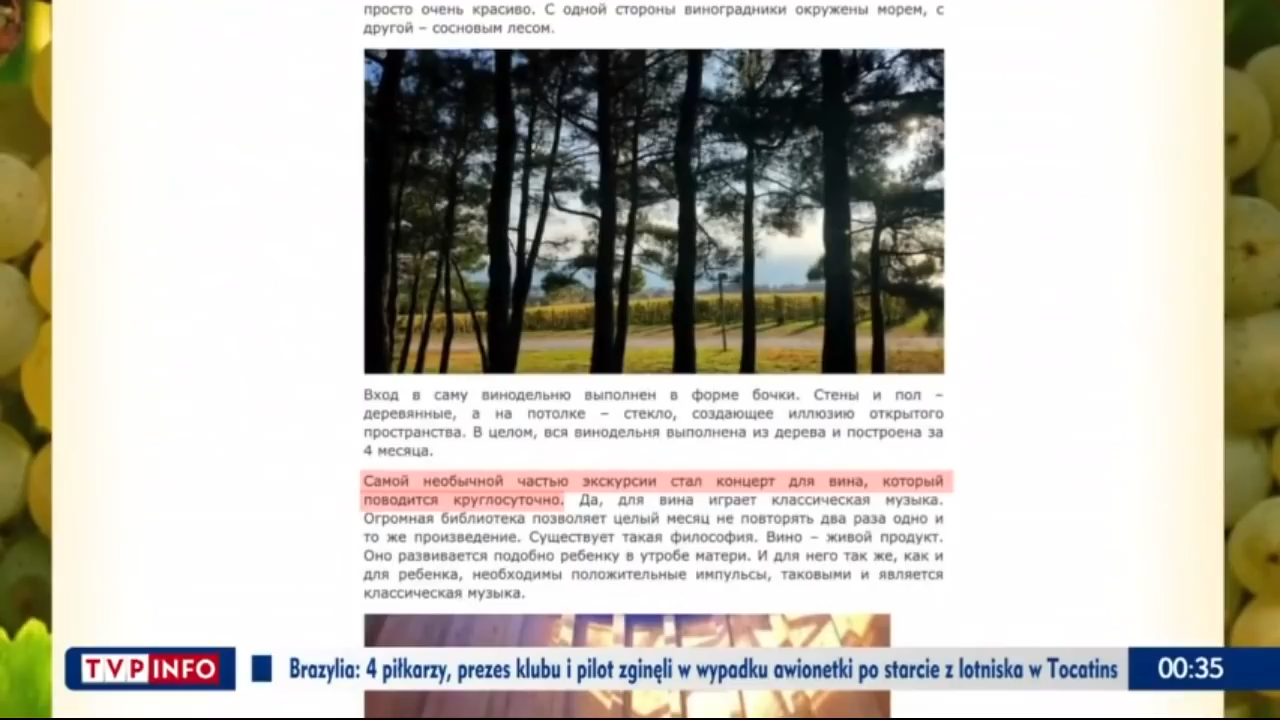 просто очень красиво. С одной стороны виноградники окружены морем, с
другой – сосновым лесом.
Вход в саму винодельню выполнен в форме бочки. Стены и пол –
деревянные, а на потолке – стекло, создающее иллюзию открытого
пространства. В целом, вся винодельня выполнена из дерева и построена за
4 месяца.
Самой необычной частью экскурсии стал концерт для вина, который
поводится круглосуточно. Да, для вина играет классическая музыка.
Огромная библиотека позволяет целый месяц не повторять два раза одно и
то же произведение. Существует такая философия. Вино – живой продукт.
Оно развивается подобно ребенку в утробе матери. И для него так же, как и
для ребенка, необходимы положительные импульсы, таковыми и является
классическая музыка.
TVP INFO
Brazylia: 4 piłkarzy, prezes klubu i pilot zginęli w wypadku awionetki po starcie z lotniska w Tocatins
00:35